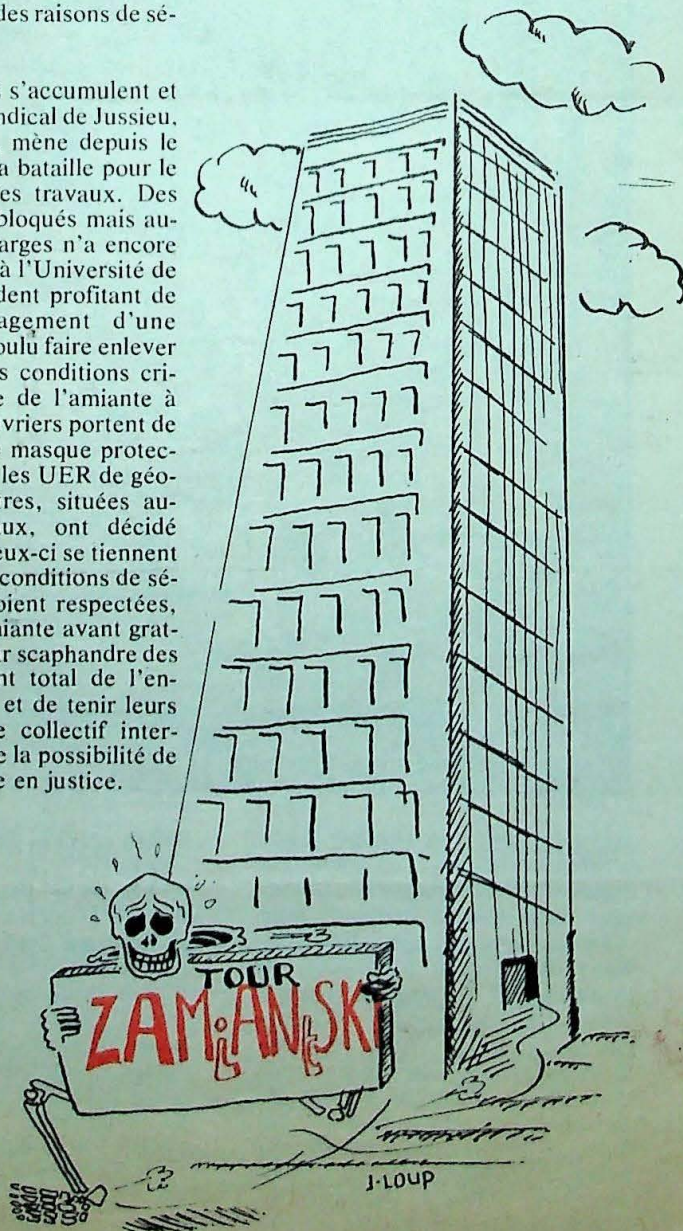 des raisons de sé-
s'accumulent et
ndical de Jussieu,
mène depuis le
a bataille pour le
es travaux. Des
bloqués mais au-
arges n'a encore
à l'Université de
dent profitant de
agement d'une
oulu faire enlever
s conditions cri-
e de l'amiante à
vriers portent de
masque protec-
les UER de géo-
tres, situées au-
aux, ont décidé
eux-ci se tiennent
conditions de sé-
oient respectées,
niante avant grat-
ar scaphandre des
nt total de l'en-
et de tenir leurs
e collectif inter-
e la possibilité de
e en justice.
TOUR
ZAMiANSKi
J-LOUP